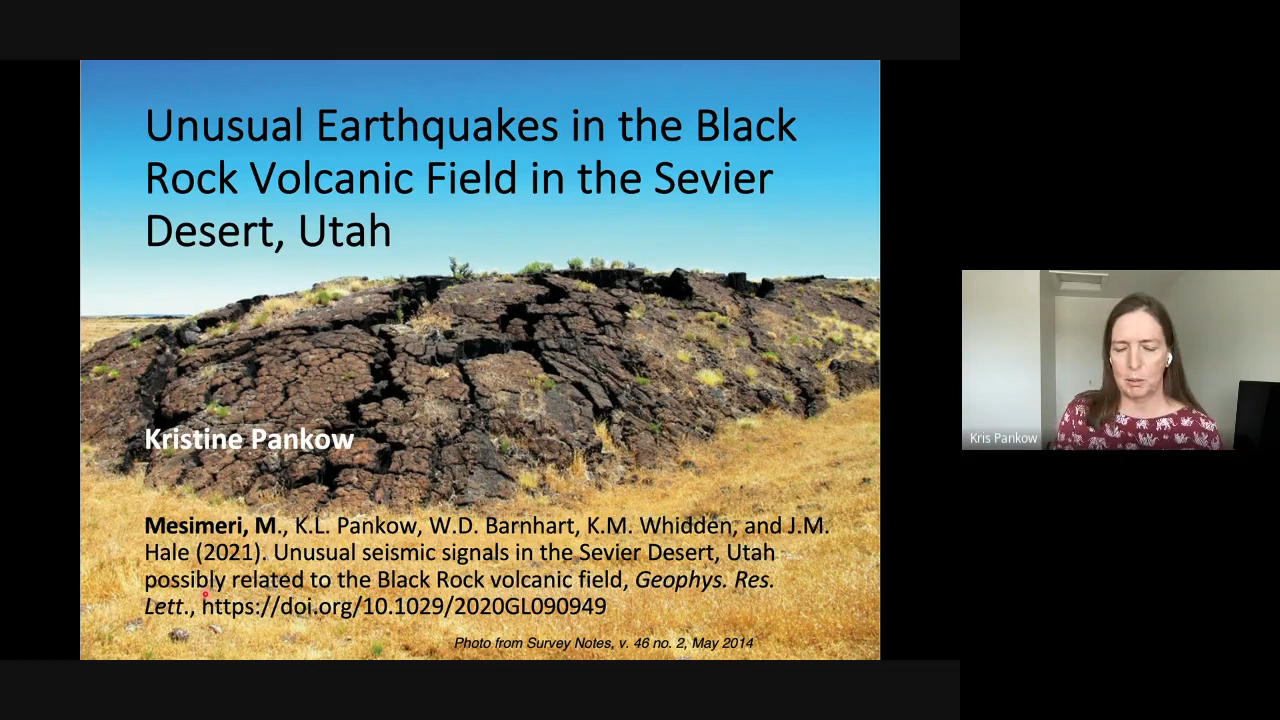 Unusual Earthquakes in the Black
Rock Volcanic Field in the Sevier
Desert, Utah
Kristine Pankow
Mesimeri, M., K.L. Pankow, W.D. Barnhart, K.M. Whidden, and J.M.
Hale (2021). Unusual seismic signals in the Sevier Desert, Utah
possibly related to the Black Rock volcanic field, Geophys. Res.
Lett., https://doi.org/10.1029/2020GL090949
Photo from Survey Notes, v. 46 no. 2, May 2014
Kris Pankow